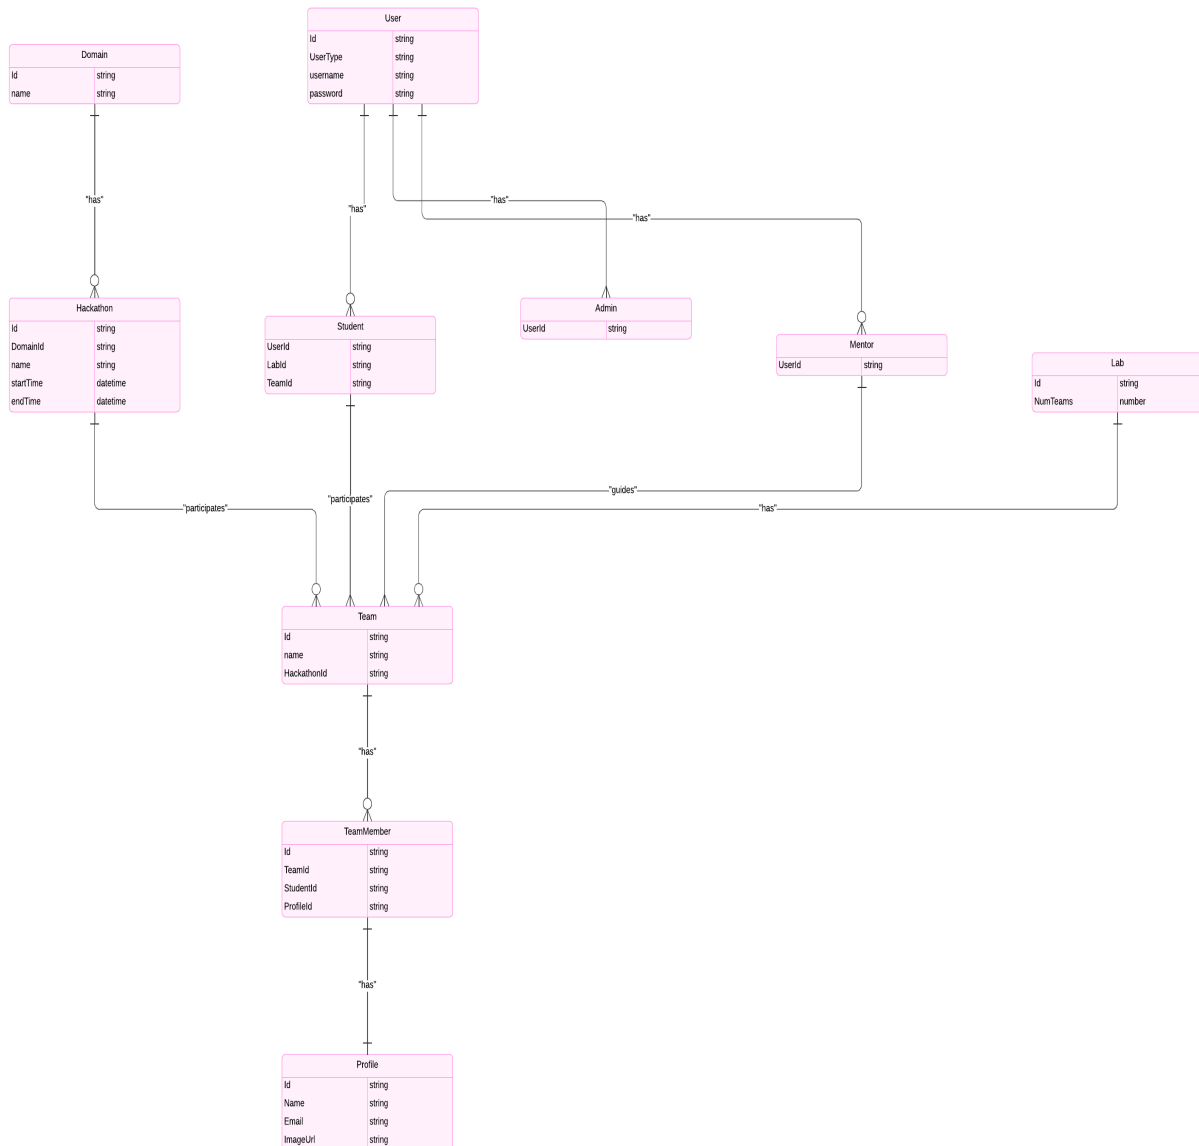 User
Id string
UserType string
username string
password string
Domain
Id string
name string
"has"
"has"
"has"
"has"
Hackathon
Id string
DomainId string
name string
startTime datetime
endTime datetime
Student
UserId string
LabId string
TeamId string
Admin
UserId string
Mentor
UserId string
Lab
Id string
NumTeams number
"participates"
"participates"
"guides"
"has"
Team
Id string
name string
HackathonId string
"has"
TeamMember
Id string
TeamId string
StudentId string
ProfileId string
"has"
Profile
Id string
Name string
Email string
ImageUrl string